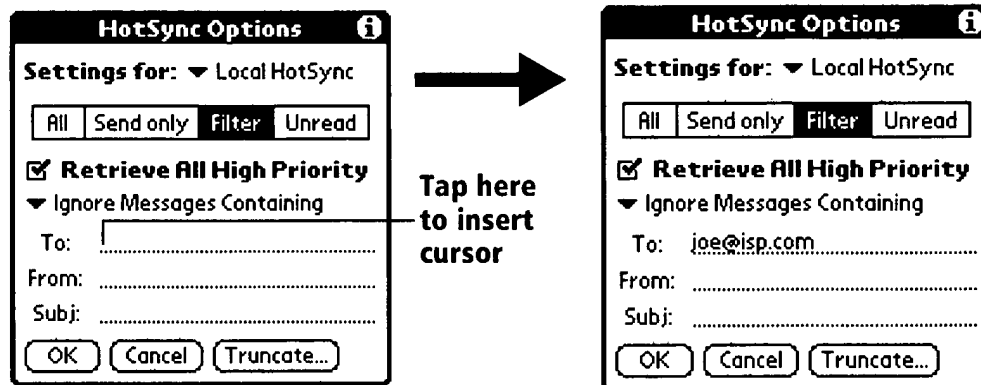 HotSync Options
Settings for: Local HotSync
All Send only Filter Unread
Retrieve All High Priority
Ignore Messages Containing
To:
From:
Subj:
OK Cancel Truncate...
Tap here
to insert
cursor
HotSync Options
Settings for: Local HotSync
All Send only Filter Unread
Retrieve All High Priority
Ignore Messages Containing
To: joe@isp.com
From:
Subj:
OK Cancel Truncate...